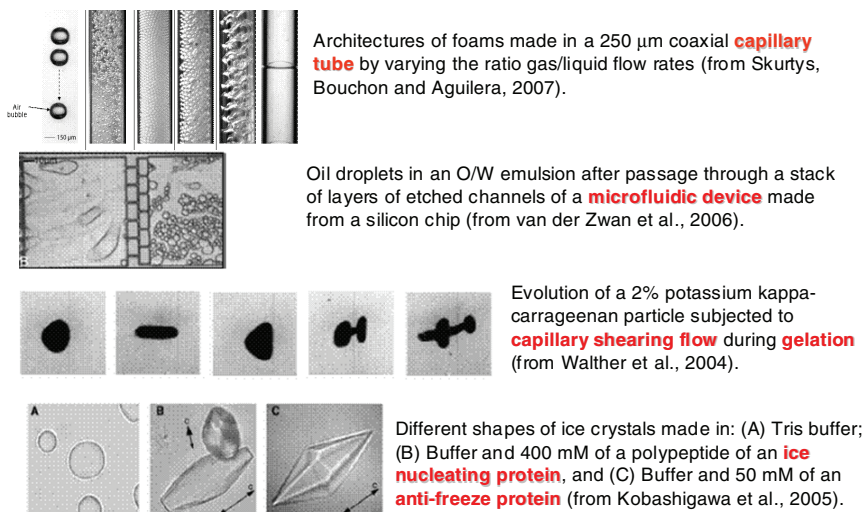 Architectures of foams made in a 250 μm coaxial capillary
tube by varying the ratio gas/liquid flow rates (from Skurtys,
Bouchon and Aguilera, 2007).
Air
bubble
150 μm
Oil droplets in an O/W emulsion after passage through a stack
of layers of etched channels of a microfluidic device made
from a silicon chip (from van der Zwan et al., 2006).
B
Evolution of a 2% potassium kappa-
carrageenan particle subjected to
capillary shearing flow during gelation
(from Walther et al., 2004).
A
B
C
c
c
c
Different shapes of ice crystals made in: (A) Tris buffer;
(B) Buffer and 400 mM of a polypeptide of an ice
nucleating protein, and (C) Buffer and 50 mM of an
anti-freeze protein (from Kobashigawa et al., 2005).